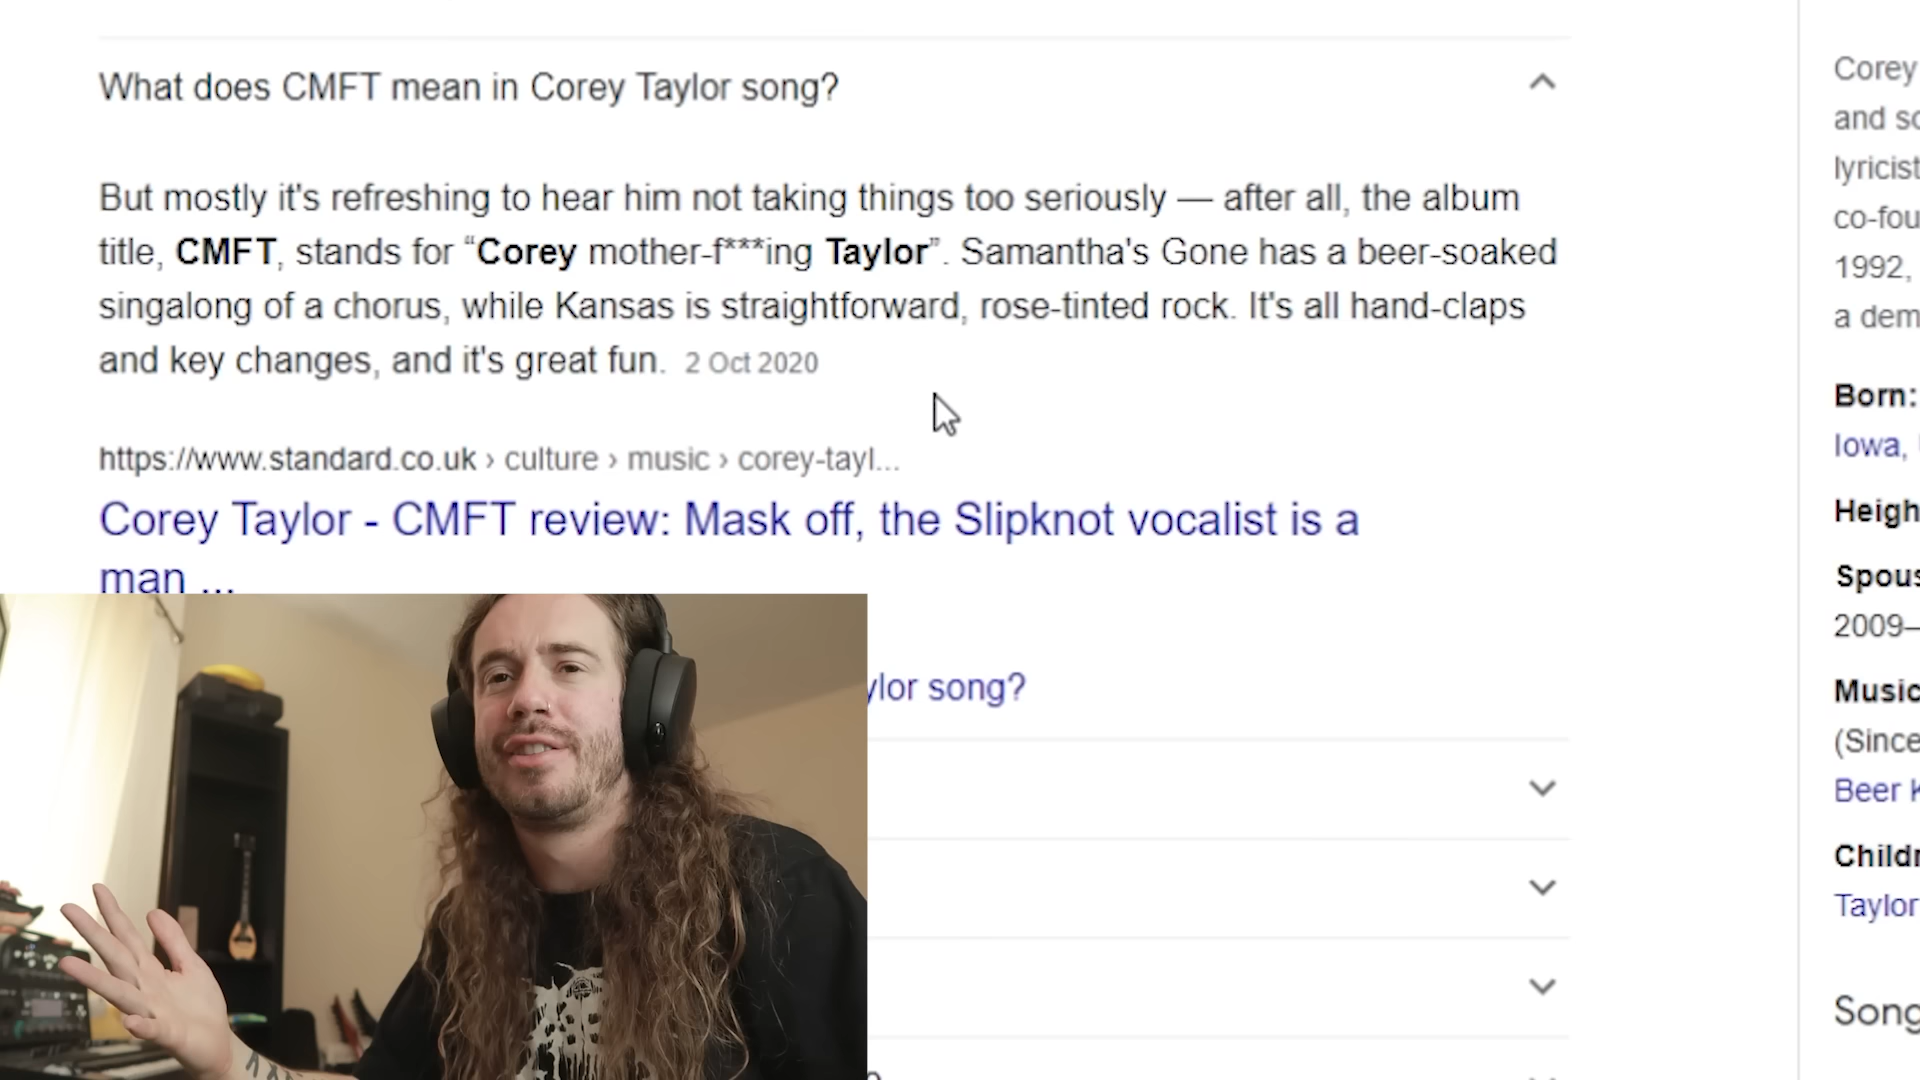 What does CMFT mean in Corey Taylor song?
But mostly it's refreshing to hear him not taking things too seriously — after all, the album
title, CMFT, stands for “Corey mother-f***ing Taylor”. Samantha's Gone has a beer-soaked
singalong of a chorus, while Kansas is straightforward, rose-tinted rock. It's all hand-claps
and key changes, and it's great fun. 2 Oct 2020
https://www.standard.co.uk › culture › music › corey-tayl...
Corey Taylor - CMFT review: Mask off, the Slipknot vocalist is a
man ...
ylor song?
Corey
and so
lyricist
co-fou
1992,
a dem
Born:
Iowa,
Heigh
Spous
2009–
Music
(Since
Beer K
Childr
Taylor
Song